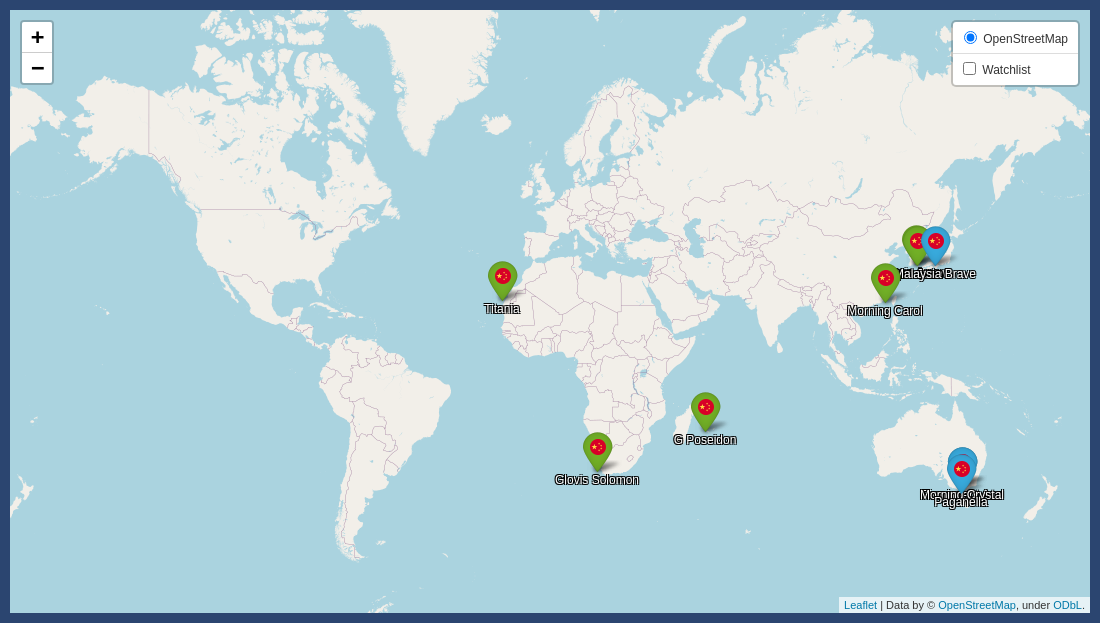 +
−
OpenStreetMap
Watchlist
Malaysia Brave
Titania
Morning Carol
G Poseidon
Glovis Solomon
Morning Crystal
Paganella
Leaflet | Data by © OpenStreetMap, under ODbL.